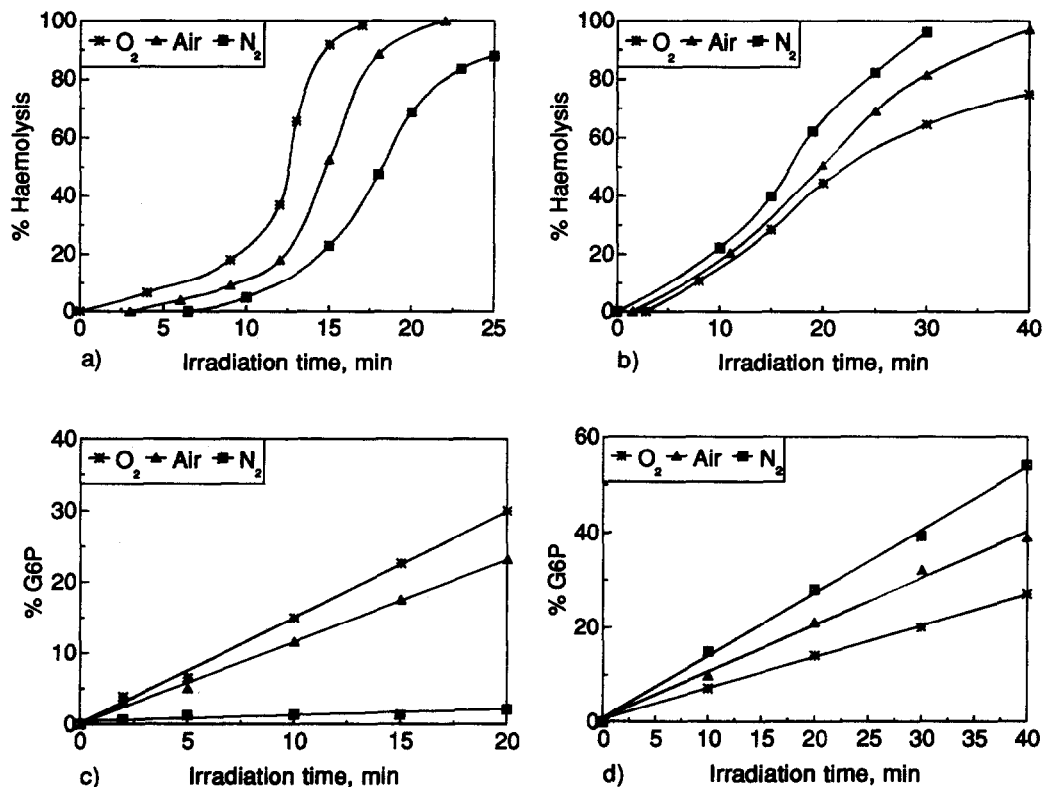 100
80
60
40
20
0
% Haemolysis
O₂ Air N₂
0 5 10 15 20 25
a) Irradiation time, min
100
80
60
40
20
0
% Haemolysis
O₂ Air N₂
0 10 20 30 40
b) Irradiation time, min
40
30
20
10
0
% G6P
O₂ Air N₂
0 5 10 15 20
c) Irradiation time, min
60
40
20
0
% G6P
O₂ Air N₂
0 5 10 15 20 25 30 35 40
d) Irradiation time, min